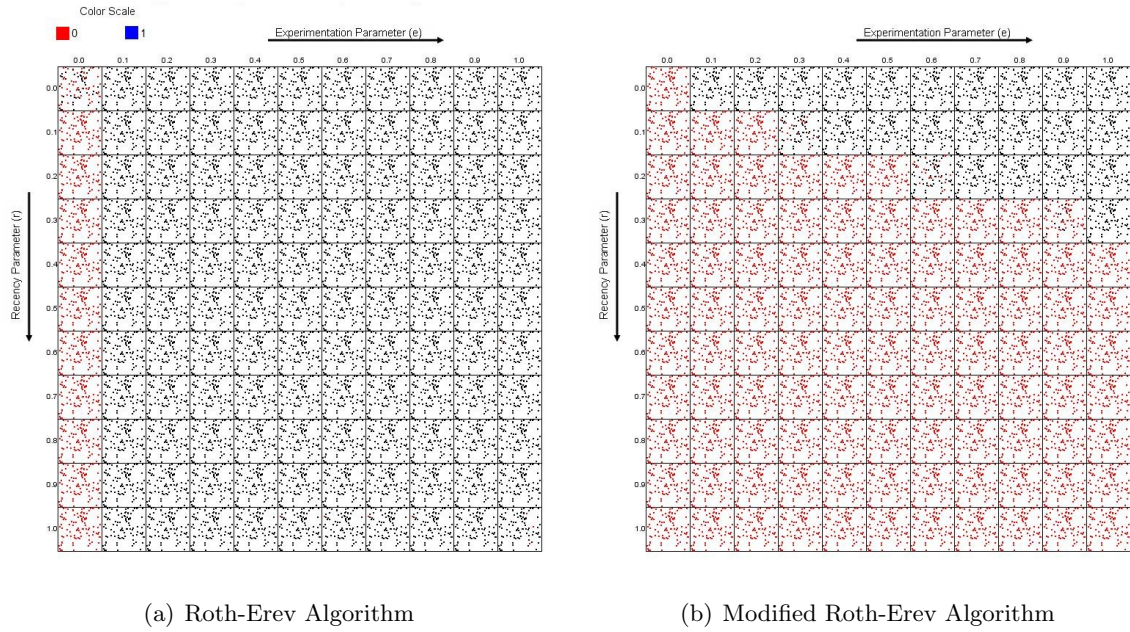 Color Scale
0 1
Experimentation Parameter (e)
0.0 0.1 0.2 0.3 0.4 0.5 0.6 0.7 0.8 0.9 1.0
0.0
0.1
0.2
0.3
0.4
0.5
0.6
0.7
0.8
0.9
1.0
Recency Parameter (r)
(a) Roth-Erev Algorithm
Experimentation Parameter (e)
0.0 0.1 0.2 0.3 0.4 0.5 0.6 0.7 0.8 0.9 1.0
0.0
0.1
0.2
0.3
0.4
0.5
0.6
0.7
0.8
0.9
1.0
Recency Parameter (r)
(b) Modified Roth-Erev Algorithm